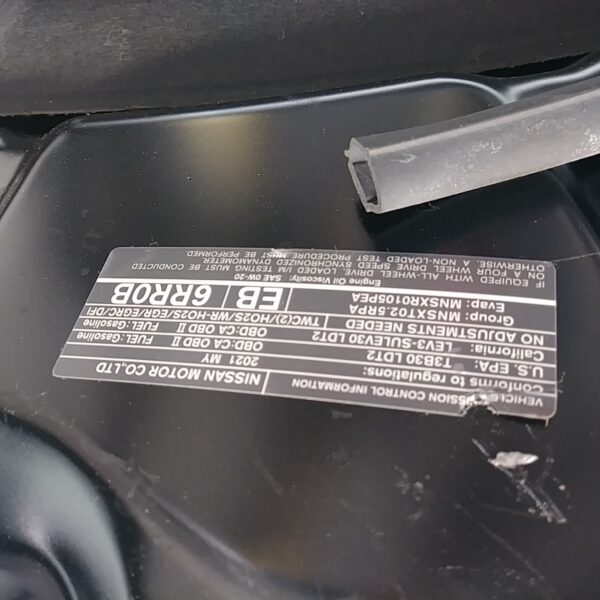 VEHICLE EMISSION CONTROL INFORMATION NISSAN MOTOR CO.,LTD
Conforms to regulations: 2021 MY
U.S. EPA: T3B30 LDT2 OBD: CA OBD II FUEL: Gasoline
California: LEV3-SULEV30 LDT2 OBD: CA OBD II FUEL: Gasoline
NO ADJUSTMENTS NEEDED TWC(2)/HO2S/WR-HO2S/EGR/EGRC/DFI
Group: MNSXT02.5RPA
Evap: MNSXR0105PEA
EB 6RR0B
Engine Oil Viscosity: SAE 0W-20
IF EQUIPPED WITH ALL-WHEEL DRIVE, LOADED I/M TESTING MUST BE CONDUCTED
ON A FOUR WHEEL DRIVE SPEED SYNCHRONIZED DYNAMOMETER,
OTHERWISE, A NON-LOADED TEST PROCEDURE MUST BE PERFORMED.